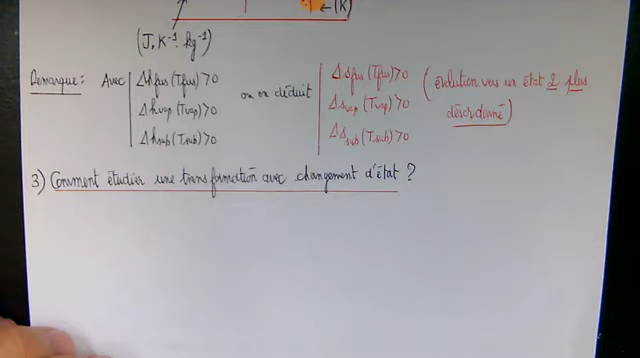 ← (K)
(J.K⁻¹.kg⁻¹)
Remarque : Avec Δhfus(Tfus)>0 on en déduit Δsfus(Tfus)>0 (évolution vers un état 2 plus
Δhvap(Tvap)>0 Δsvap(Tvap)>0 désordonné)
Δhsub(Tsub)>0 Δssub(Tsub)>0
3) Comment étudier une transformation avec changement d'état ?